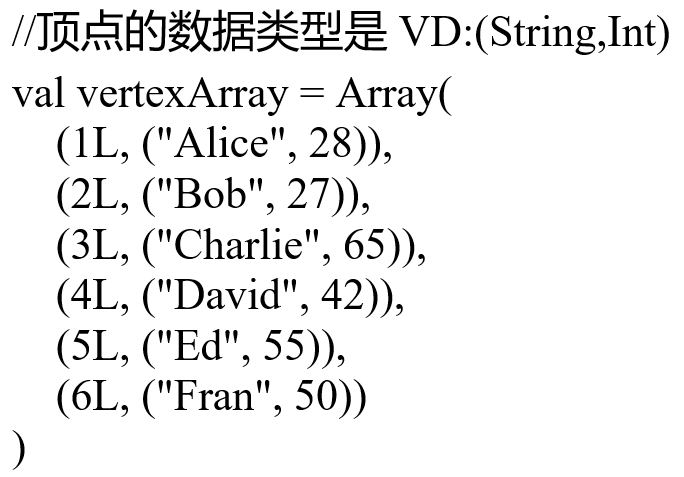 //顶点的数据类型是 VD:(String,Int)
val vertexArray = Array(
(1L, ("Alice", 28)),
(2L, ("Bob", 27)),
(3L, ("Charlie", 65)),
(4L, ("David", 42)),
(5L, ("Ed", 55)),
(6L, ("Fran", 50))
)